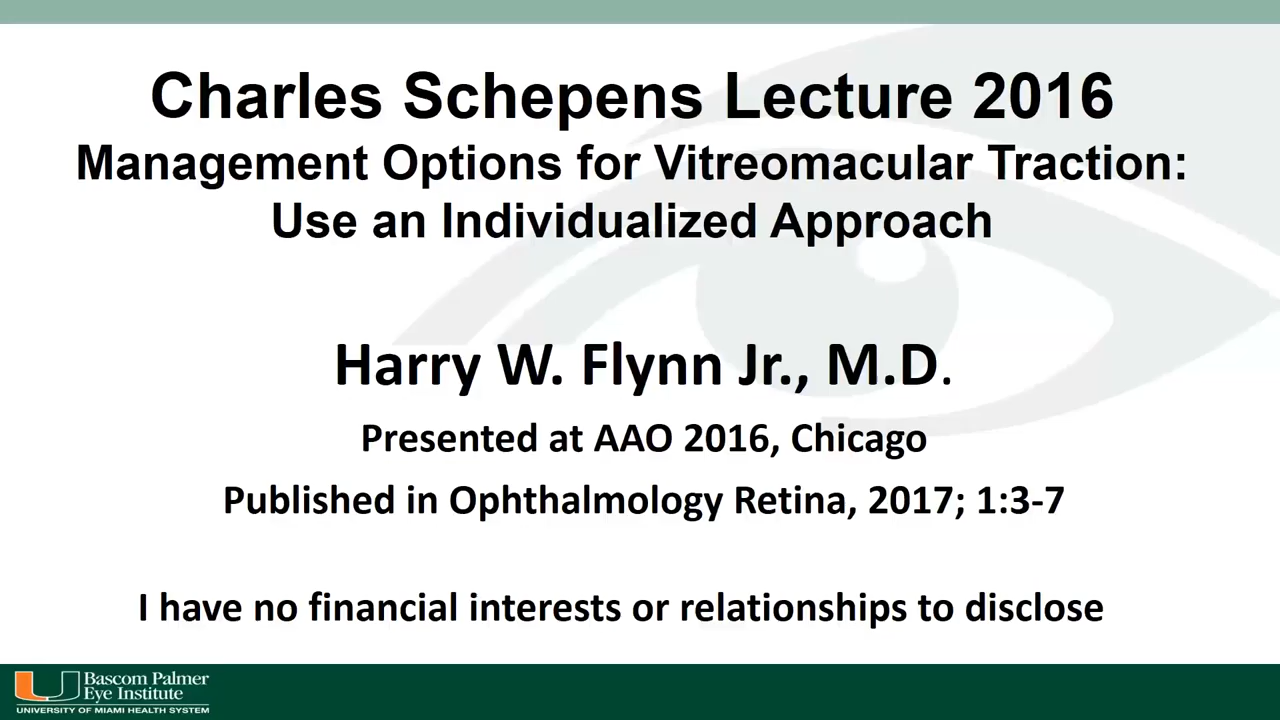 Charles Schepens Lecture 2016
Management Options for Vitreomacular Traction:
Use an Individualized Approach
Harry W. Flynn Jr., M.D.
Presented at AAO 2016, Chicago
Published in Ophthalmology Retina, 2017; 1:3-7
I have no financial interests or relationships to disclose
Bascom Palmer
Eye Institute
UNIVERSITY OF MIAMI HEALTH SYSTEM